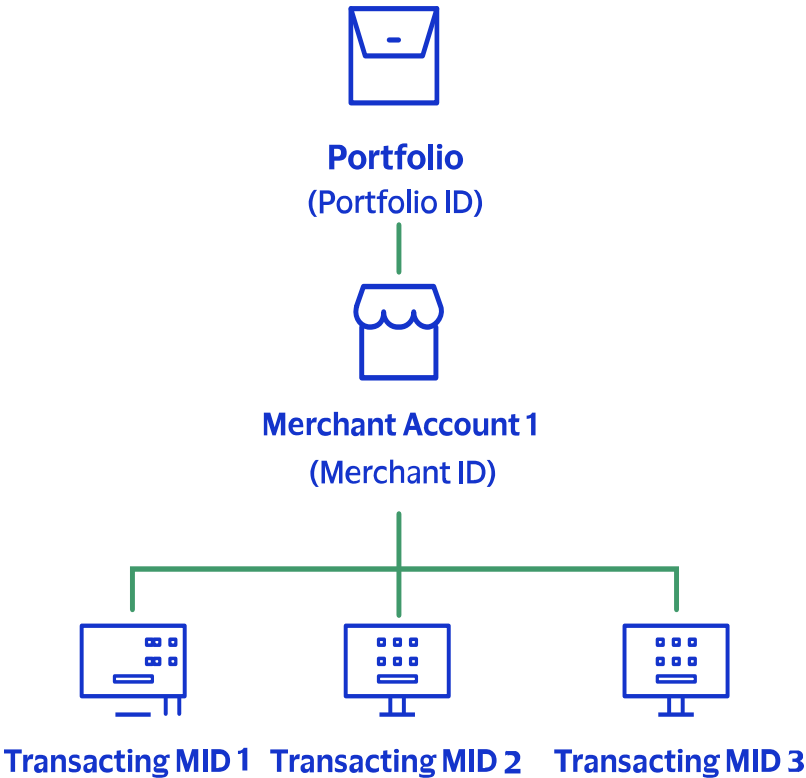 Portfolio
(Portfolio ID)
Merchant Account 1
(Merchant ID)
Transacting MID 1
Transacting MID 2
Transacting MID 3